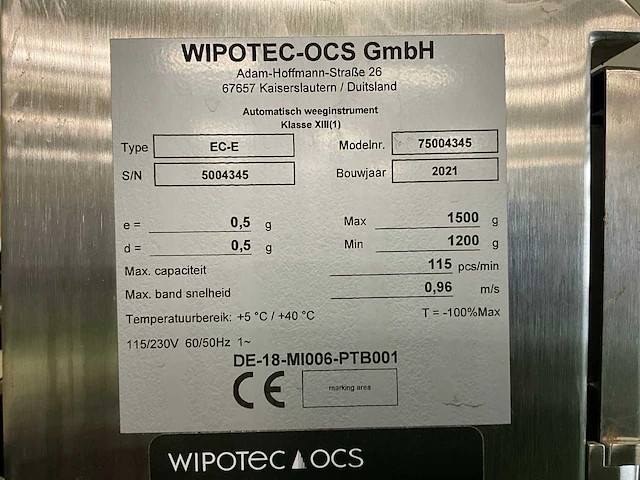 WIPOTEC-OCS GmbH
Adam-Hoffmann-Straße 26
67657 Kaiserslautern / Duitsland
Automatisch weeginstrument
Klasse XIII(1)
Type EC-E Modelnr. 75004345
S/N 5004345 Bouwjaar 2021
e = 0,5 g Max 1500 g
d = 0,5 g Min 1200 g
Max. capaciteit 115 pcs/min
Max. band snelheid 0,96 m/s
Temperatuurbereik: +5 °C / +40 °C T = -100%Max
115/230V 60/50Hz 1~
DE-18-MI006-PTB001
CE marking area
WIPOTEC OCS